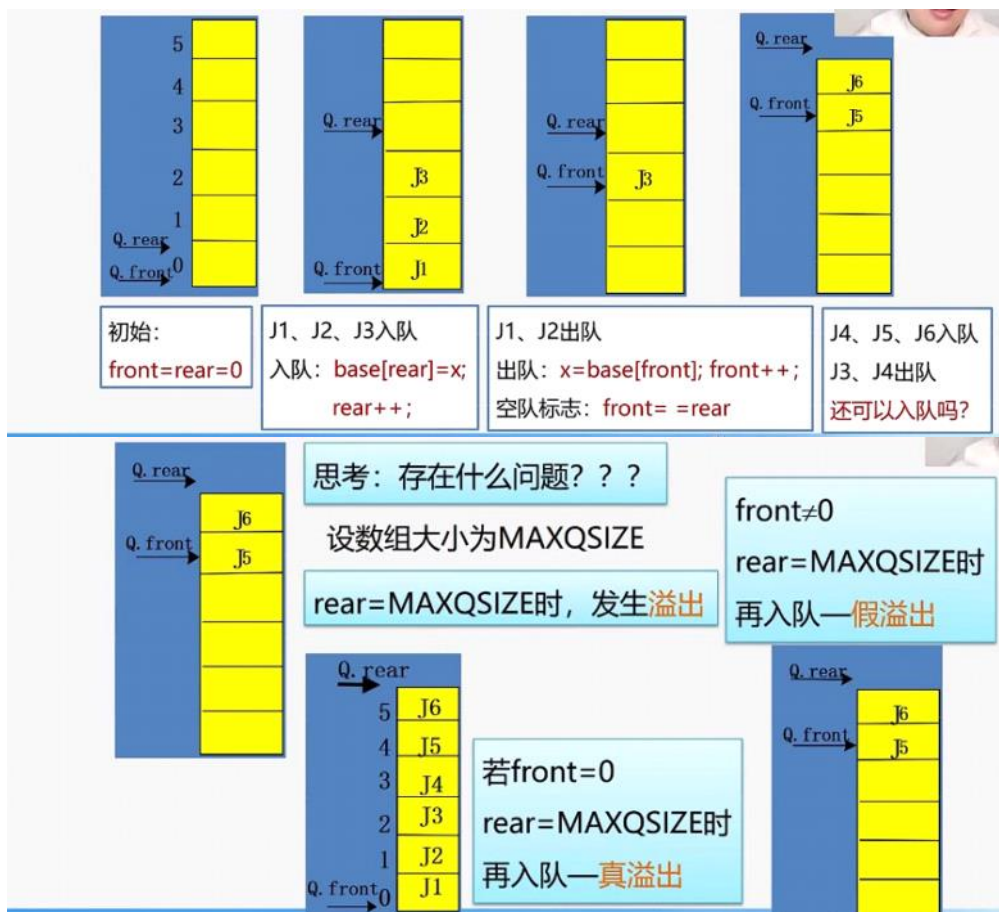 5
4
3
2
1
Q.rear
Q.front
0
Q.rear
J3
J2
Q.front
J1
Q.rear
Q.front
J3
Q.rear
J6
Q.front
J5
初始:
front=rear=0
J1、J2、J3入队
入队: base[rear]=x;
rear++;
J1、J2出队
出队: x=base[front]; front++;
空队标志: front= =rear
J4、J5、J6入队
J3、J4出队
还可以入队吗?
Q.rear
J6
Q.front
J5
思考: 存在什么问题? ? ?
设数组大小为MAXQSIZE
rear=MAXQSIZE时，发生溢出
front≠0
rear=MAXQSIZE时
再入队—假溢出
Q.rear
5 J6
4 J5
3 J4
2 J3
1 J2
Q.front 0 J1
若front=0
rear=MAXQSIZE时
再入队—真溢出
Q.rear
J6
Q.front
J5